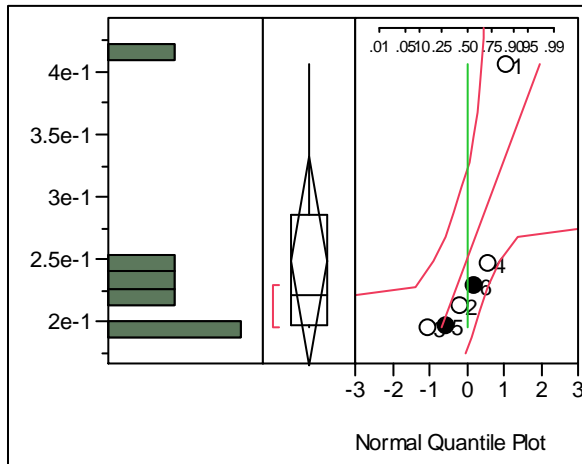 .01 .05 .10 .25 .50 .75 .90 .95 .99
4e-1
3.5e-1
3e-1
2.5e-1
2e-1
1
4
6
2
3
5
-3 -2 -1 0 1 2 3
Normal Quantile Plot